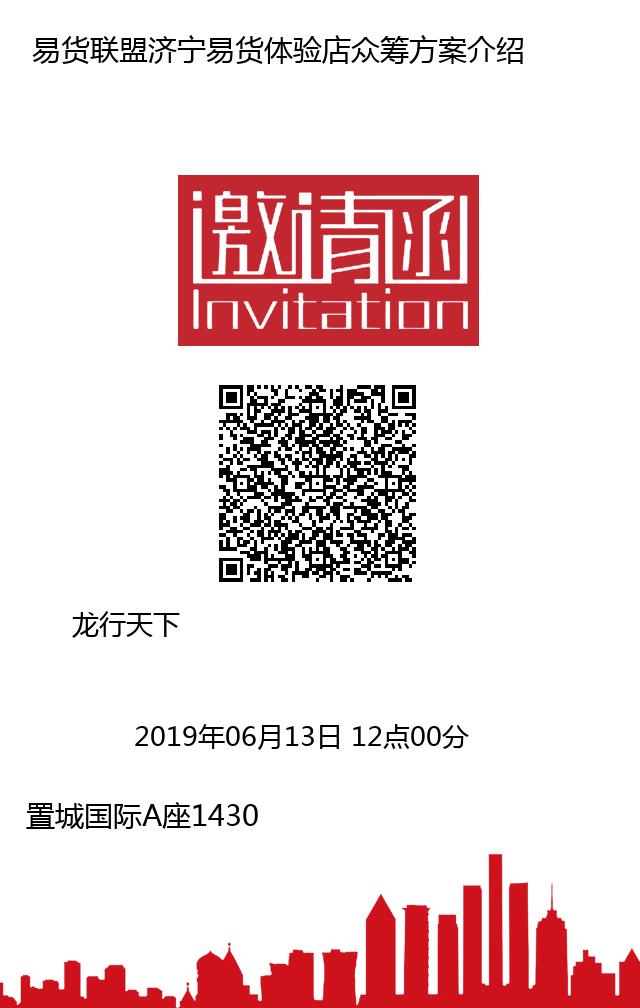 易货联盟济宁易货体验店众筹方案介绍
邀请函
Invitation
龙行天下
2019年06月13日 12点00分
置城国际A座1430